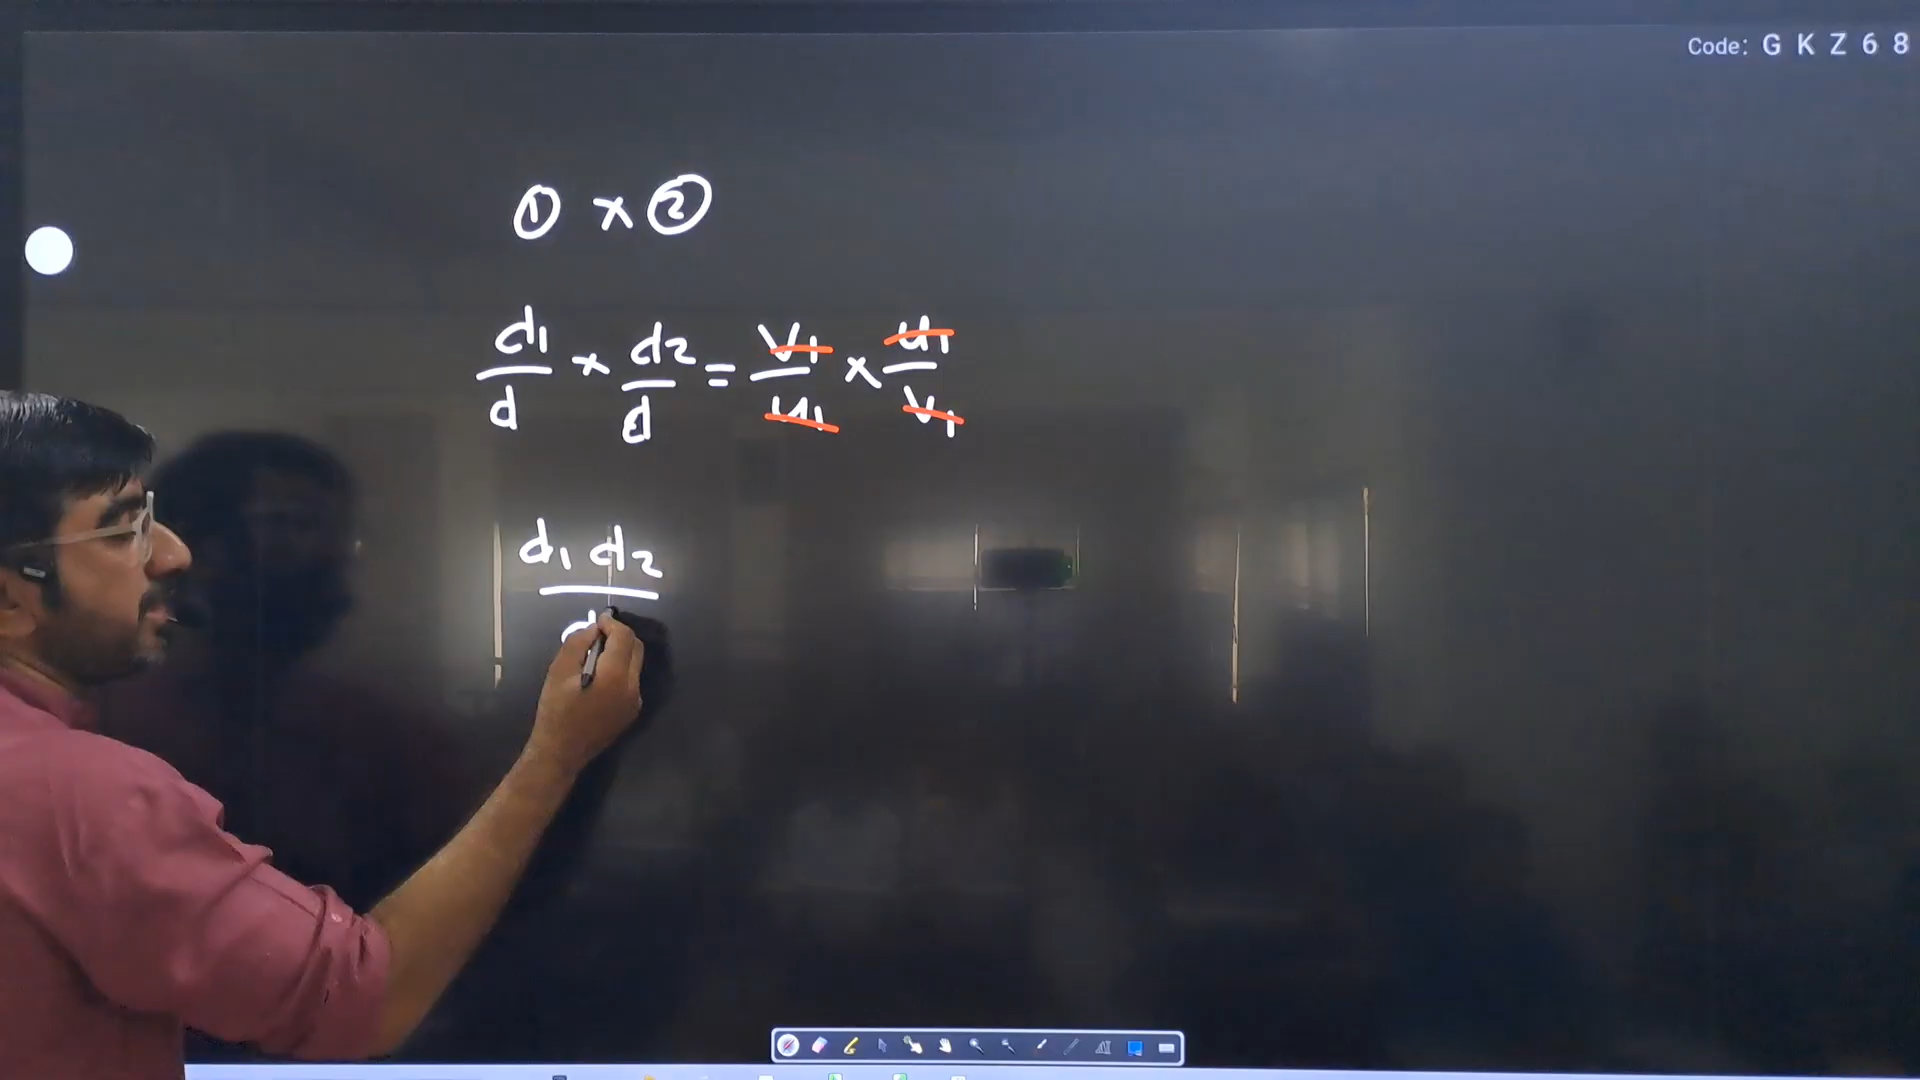 Code: G K Z 6 8
① × ②
d1/d × d2/d = v1/u1 × u1/v1
d1 d2/d